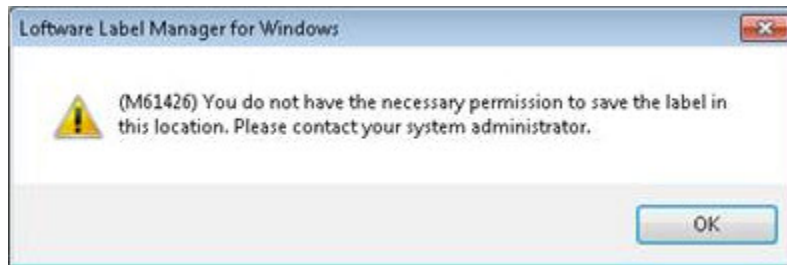 Loftware Label Manager for Windows
(M61426) You do not have the necessary permission to save the label in
this location. Please contact your system administrator.
OK